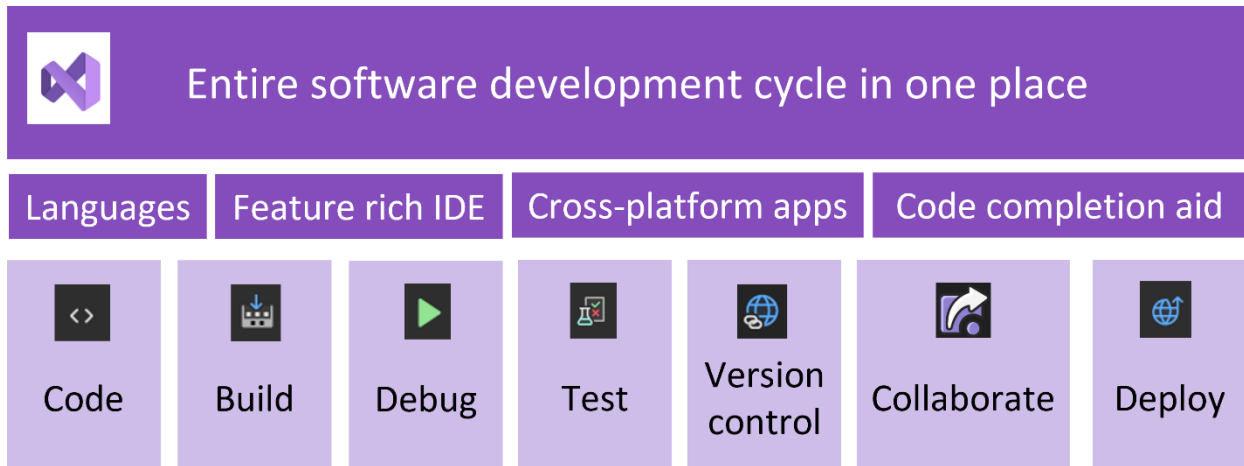 Entire software development cycle in one place
Languages
Feature rich IDE
Cross-platform apps
Code completion aid
Code
Build
Debug
Test
Version
control
Collaborate
Deploy